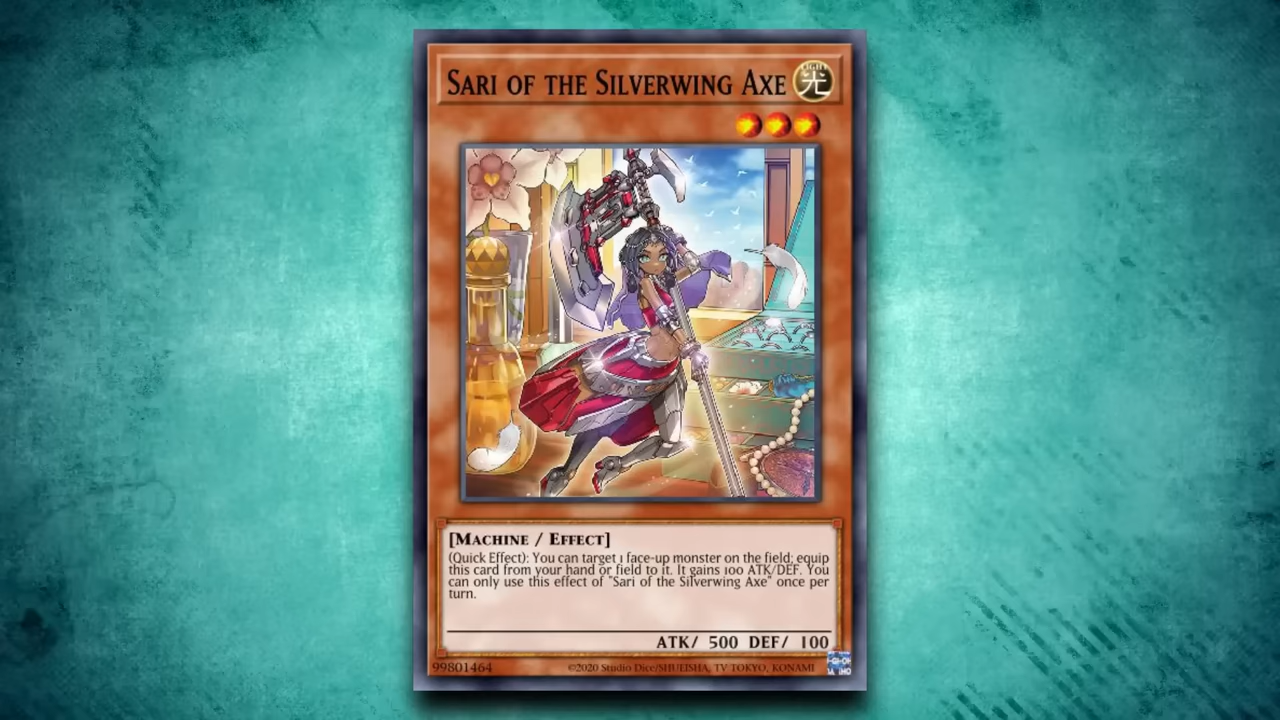 SARI OF THE SILVERWING AXE
LIGHT
光
[MACHINE / EFFECT]
(Quick Effect): You can target 1 face-up monster on the field; equip
this card from your hand or field to it. It gains 100 ATK/DEF. You
can only use this effect of "Sari of the Silverwing Axe" once per
turn.
ATK/ 500 DEF/ 100
99801464 ©2020 Studio Dice/SHUEISHA, TV TOKYO, KONAMI